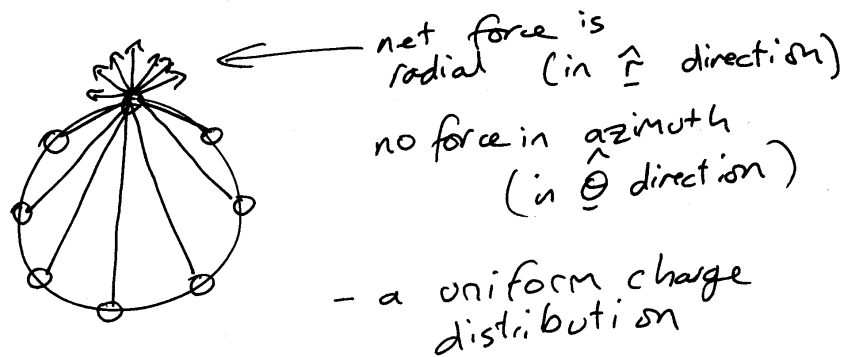 net force is
radial (in r̂ direction)
no force in azimuth
(in θ̂ direction)
- a uniform charge
distribution